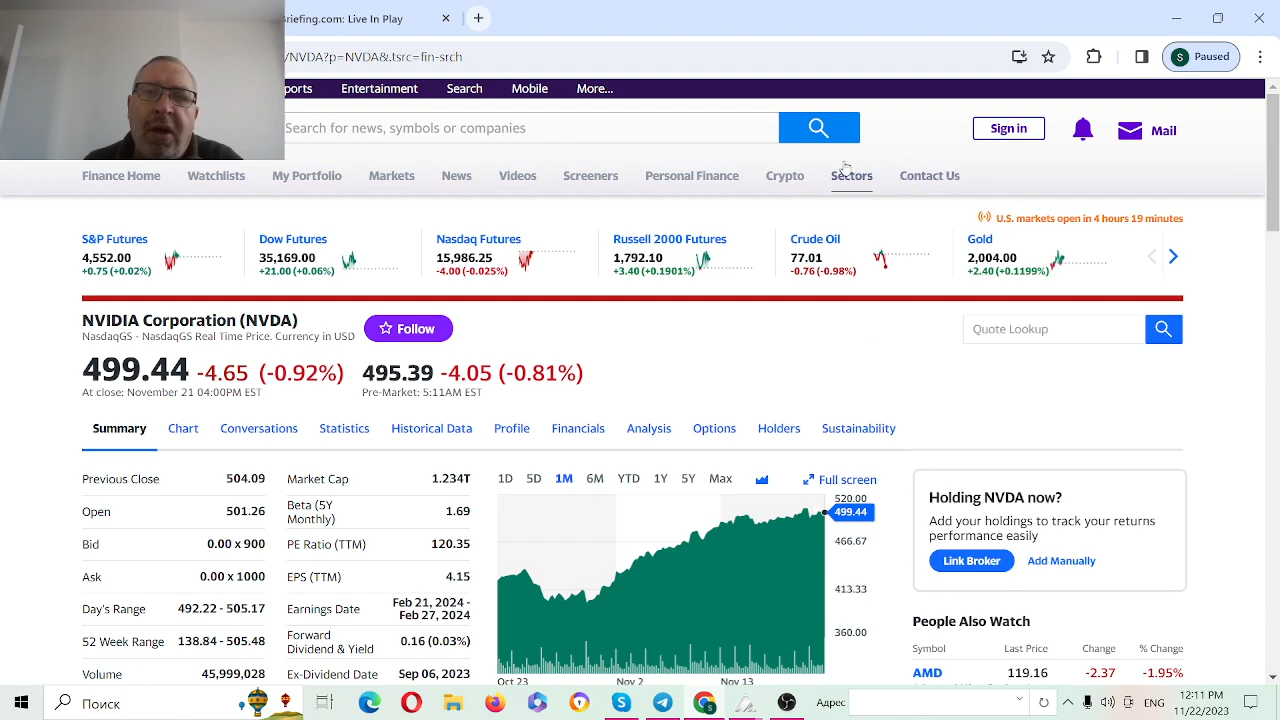 Briefing.com: Live in Play
/NVDA?p=NVDA&.tsrc=fin-srch
S Paused
ports Entertainment Search Mobile More...
Search for news, symbols or companies
Sign in
Mail
Finance Home Watchlists My Portfolio Markets News Videos Screeners Personal Finance Crypto Sectors Contact Us
U.S. markets open in 4 hours 19 minutes
S&P Futures Dow Futures Nasdaq Futures Russell 2000 Futures Crude Oil Gold
4,552.00 35,169.00 15,986.25 1,792.10 77.01 2,004.00
+0.75 (+0.02%) +21.00 (+0.06%) -4.00 (-0.025%) +3.40 (+0.1901%) -0.76 (-0.98%) +2.40 (+0.1199%)
NVIDIA Corporation (NVDA)
Follow
NasdaqGS - NasdaqGS Real Time Price. Currency in USD
Quote Lookup
499.44 -4.65 (-0.92%) 495.39 -4.05 (-0.81%)
At close: November 21 04:00PM EST Pre-Market: 5:11AM EST
Summary Chart Conversations Statistics Historical Data Profile Financials Analysis Options Holders Sustainability
Previous Close 504.09
Open 501.26
Bid 0.00 x 900
Ask 0.00 x 1000
Day's Range 492.22 - 505.17
52 Week Range 138.84 - 505.48
Volume 45,999,028
Market Cap 1.234T
Beta (5Y
Monthly) 1.69
PE Ratio (TTM) 120.35
EPS (TTM) 4.15
Earnings Date Feb 21, 2024 -
Feb 27, 2024
Forward
Dividend & Yield 0.16 (0.03%)
Ex-Dividend Date Sep 06, 2023
1D 5D 1M 6M YTD 1Y 5Y Max Full screen
520.00
499.44
466.67
413.33
360.00
Oct 23 Nov 2 Nov 13
Holding NVDA now?
Add your holdings to track your returns
performance easily
Link Broker Add Manually
People Also Watch
Symbol Last Price Change % Change
AMD 119.16 -2.37 -1.95%
Поиск
Адрес
ENG
12:11 PM
11/22/2023